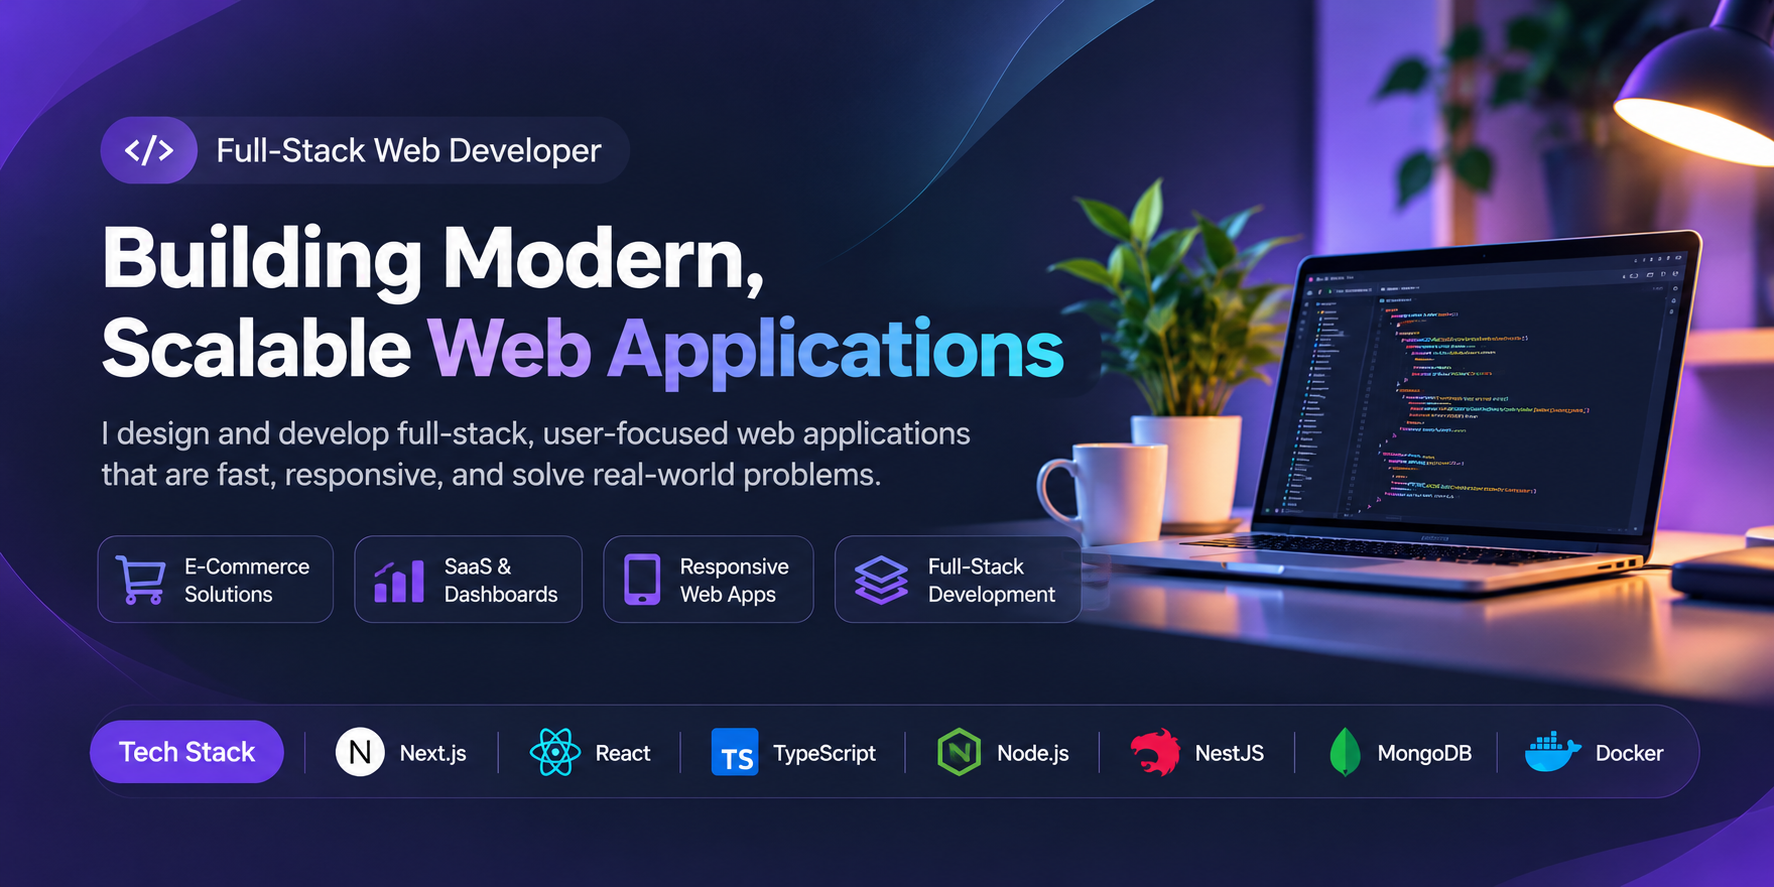 </> Full-Stack Web Developer
Building Modern,
Scalable Web Applications
I design and develop full-stack, user-focused web applications
that are fast, responsive, and solve real-world problems.
E-Commerce
Solutions
SaaS &
Dashboards
Responsive
Web Apps
Full-Stack
Development
Tech Stack
N Next.js
React
TS TypeScript
Node.js
NestJS
MongoDB
Docker